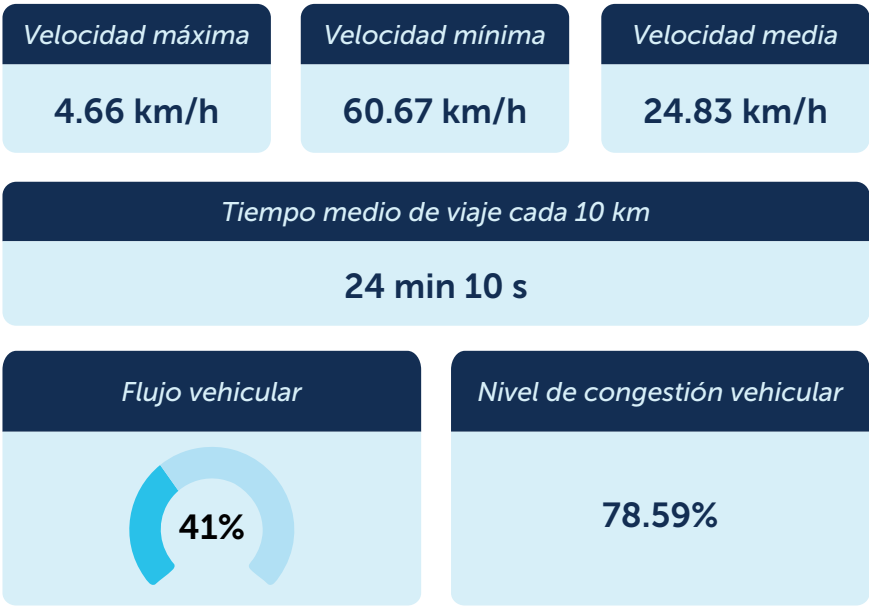 Velocidad máxima
4.66 km/h
Velocidad mínima
60.67 km/h
Velocidad media
24.83 km/h
Tiempo medio de viaje cada 10 km
24 min 10 s
Flujo vehicular
41%
Nivel de congestión vehicular
78.59%